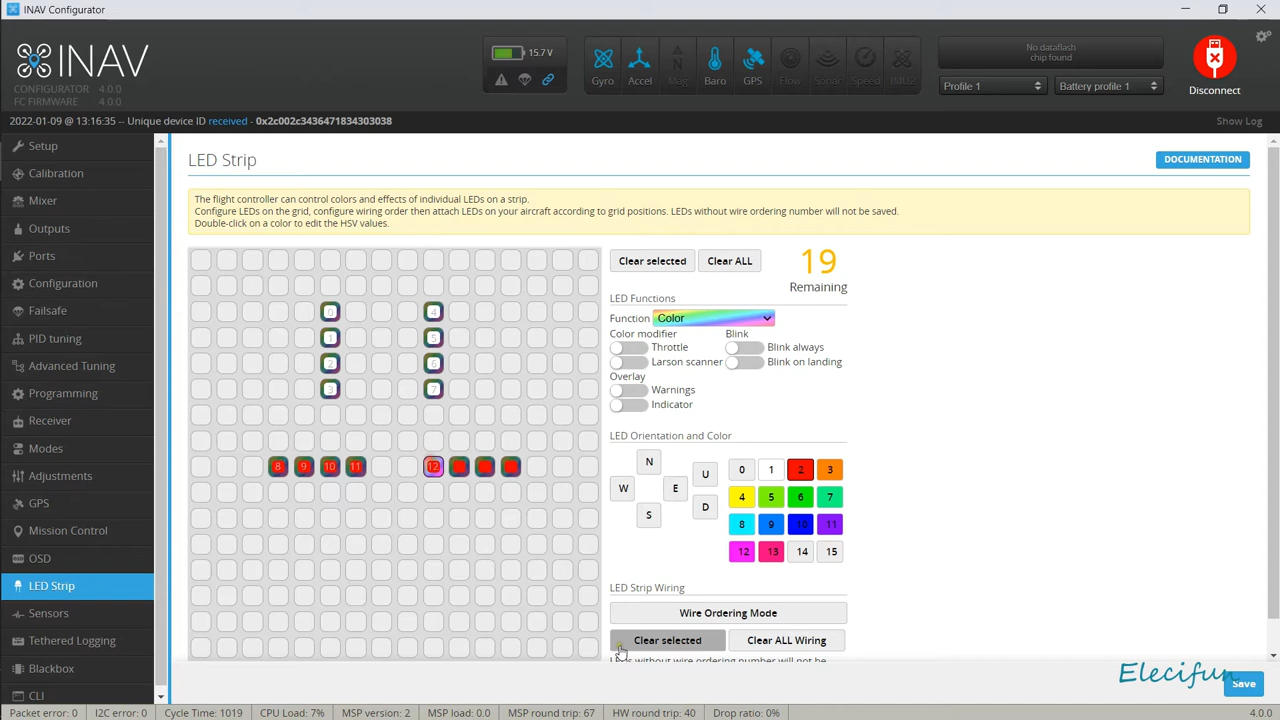 INAV Configurator
INAV
CONFIGURATOR 4.0.0
FC FIRMWARE 4.0.0
15.7 V
Gyro
Accel
Mag
Baro
GPS
Flow
Sonar
Speed
IMU2
No dataflash
chip found
Profile 1
Battery profile 1
Disconnect
2022-01-09 @ 13:16:35 -- Unique device ID received - 0x2c002c3436471834303038
Show Log
Setup
Calibration
Mixer
Outputs
Ports
Configuration
Failsafe
PID tuning
Advanced Tuning
Programming
Receiver
Modes
Adjustments
GPS
Mission Control
OSD
LED Strip
Sensors
Tethered Logging
Blackbox
CLI
LED Strip
DOCUMENTATION
The flight controller can control colors and effects of individual LEDs on a strip.
Configure LEDs on the grid, configure wiring order then attach LEDs on your aircraft according to grid positions. LEDs without wire ordering number will not be saved.
Double-click on a color to edit the HSV values.
0 4
1 5
2 6
3 7
8 9 10 11 12
Clear selected
Clear ALL
19
Remaining
LED Functions
Function Color
Color modifier
Blink
Throttle
Blink always
Larson scanner
Blink on landing
Overlay
Warnings
Indicator
LED Orientation and Color
N
W
E
S
U
D
0 1 2 3
4 5 6 7
8 9 10 11
12 13 14 15
LED Strip Wiring
Wire Ordering Mode
Clear selected
Clear ALL Wiring
LEDs without wire ordering number will not be
Elecifun
Save
Packet error: 0
I2C error: 0
Cycle Time: 1019
CPU Load: 7%
MSP version: 2
MSP load: 0.0
MSP round trip: 67
HW round trip: 40
Drop ratio: 0%
4.0.0